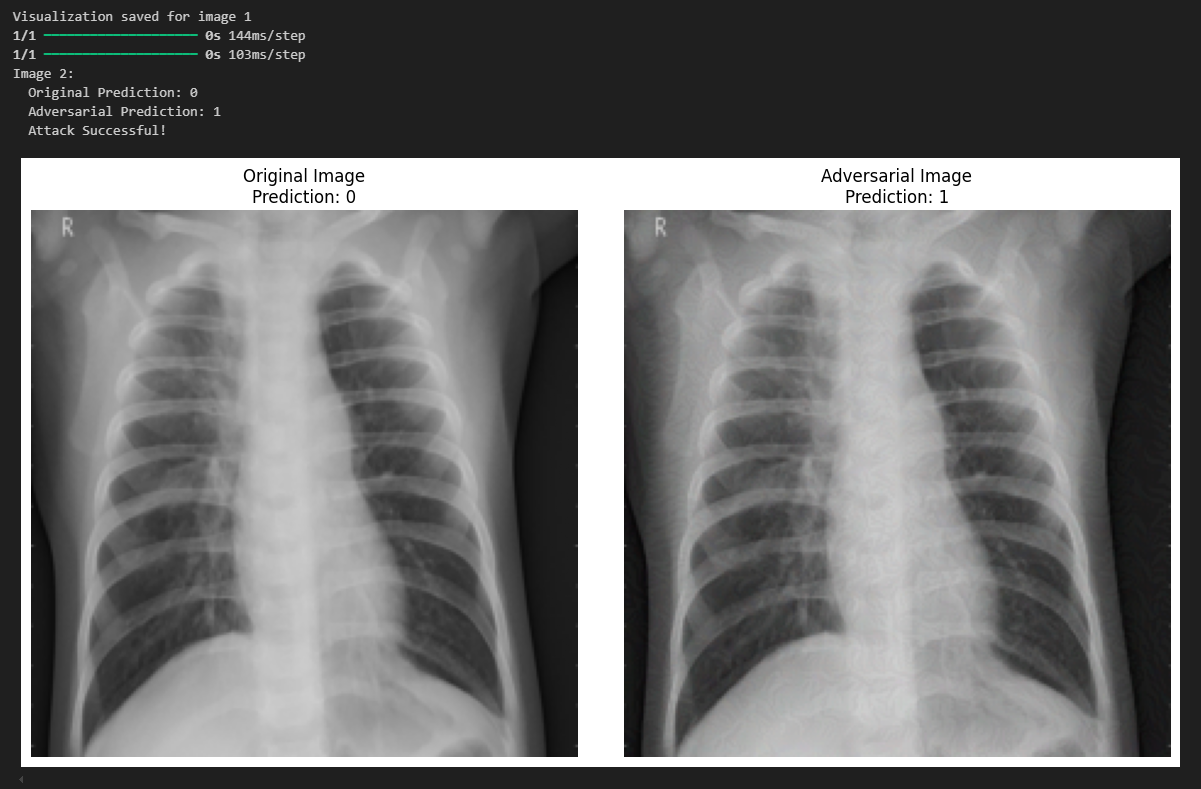 Visualization saved for image 1
1/1 ━━━━━━━━━━━━━━━━━━━━ 0s 144ms/step
1/1 ━━━━━━━━━━━━━━━━━━━━ 0s 103ms/step
Image 2:
Original Prediction: 0
Adversarial Prediction: 1
Attack Successful!
Original Image
Prediction: 0
Adversarial Image
Prediction: 1
R
R